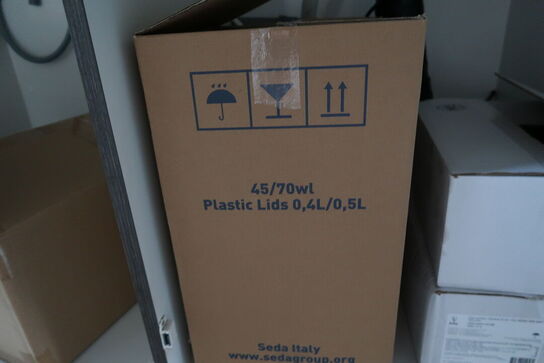 45/70wl
Plastic Lids 0,4L/0,5L
Seda Italy
www.sedagroup.org